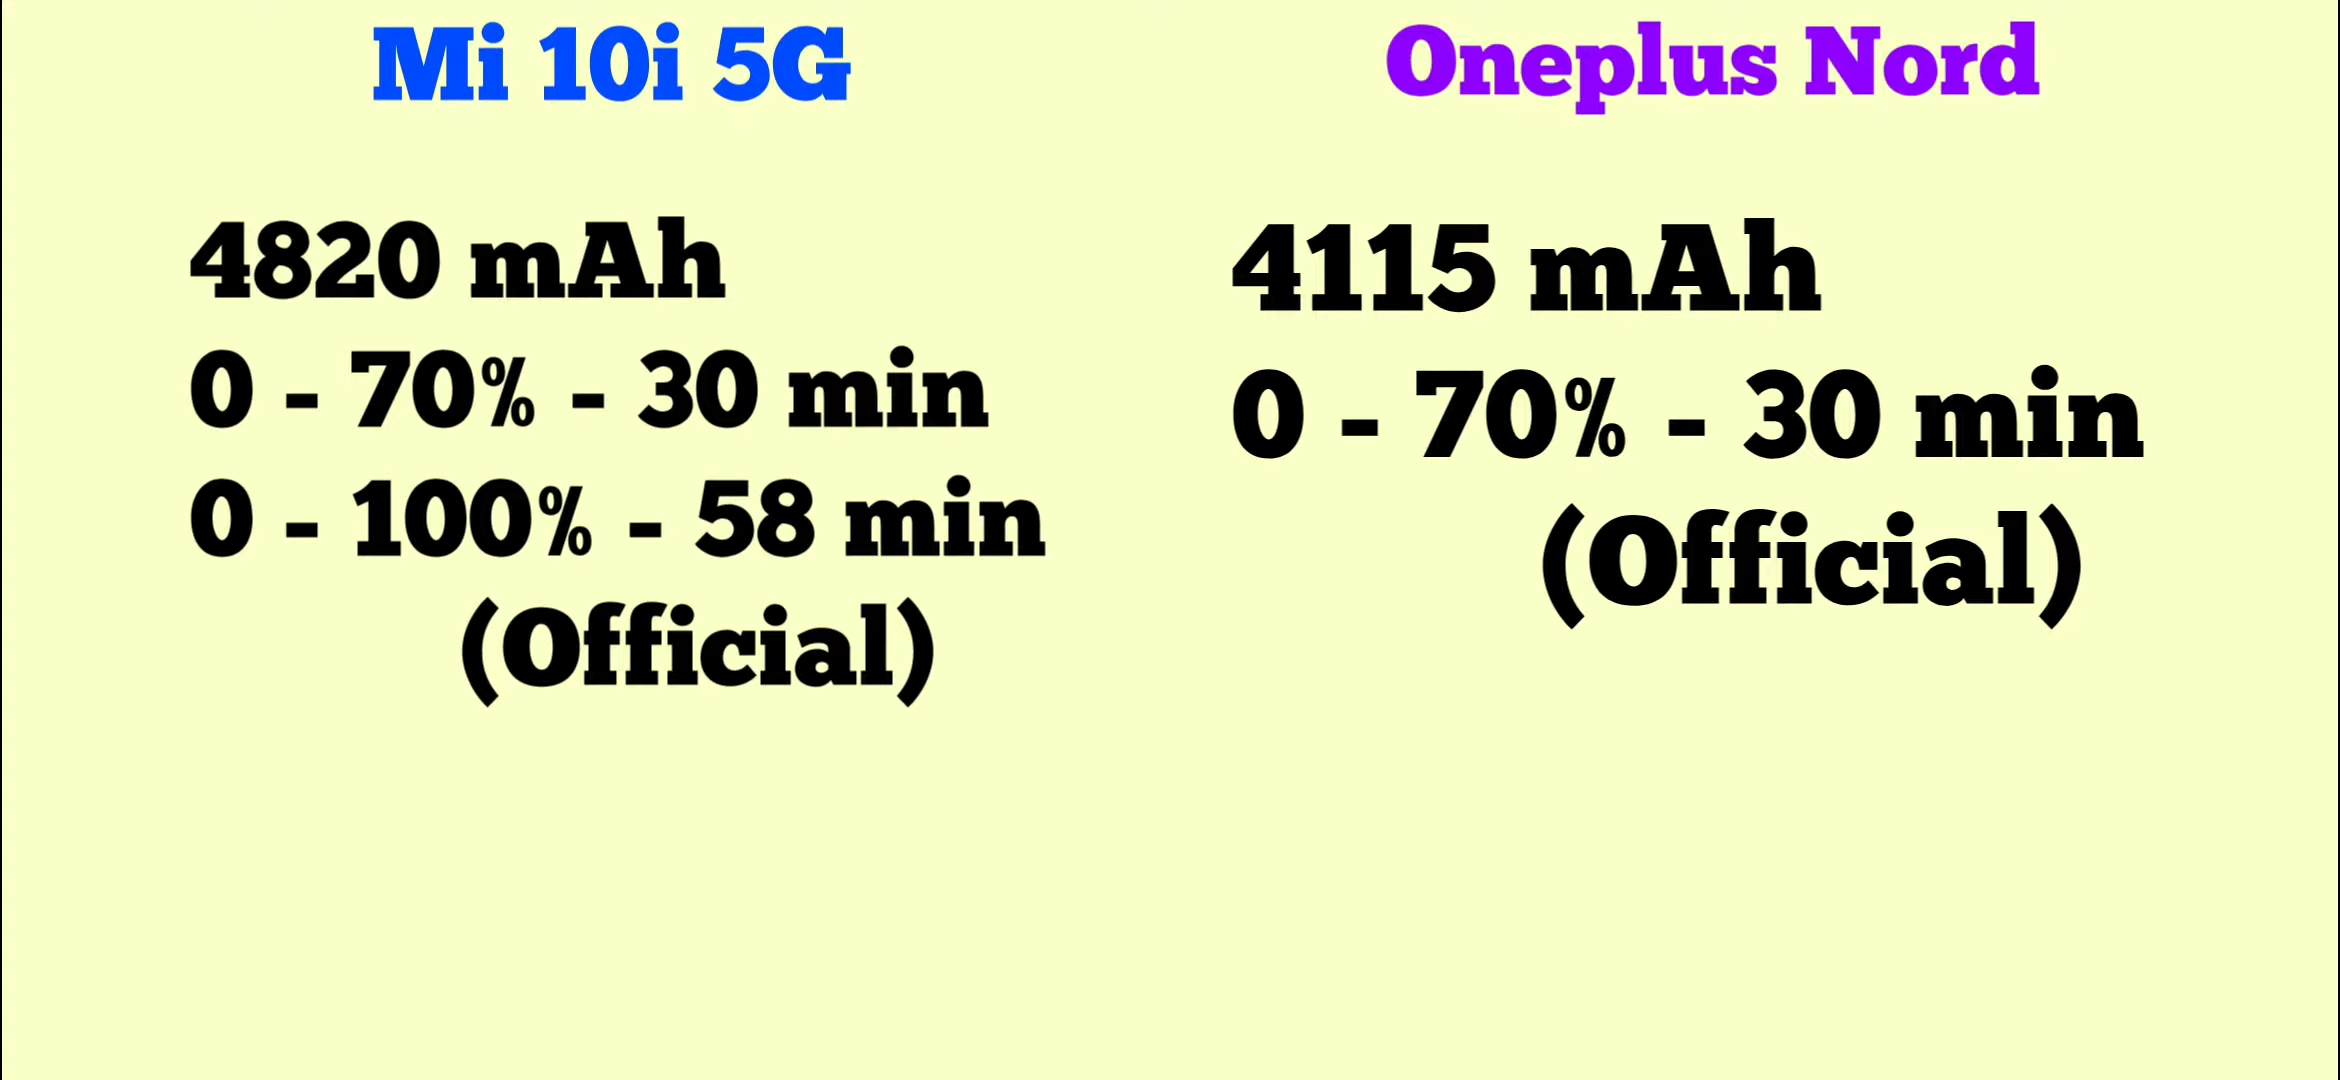 Mi 10i 5G
4820 mAh
0 - 70% - 30 min
0 - 100% - 58 min
(Official)
Oneplus Nord
4115 mAh
0 - 70% - 30 min
(Official)